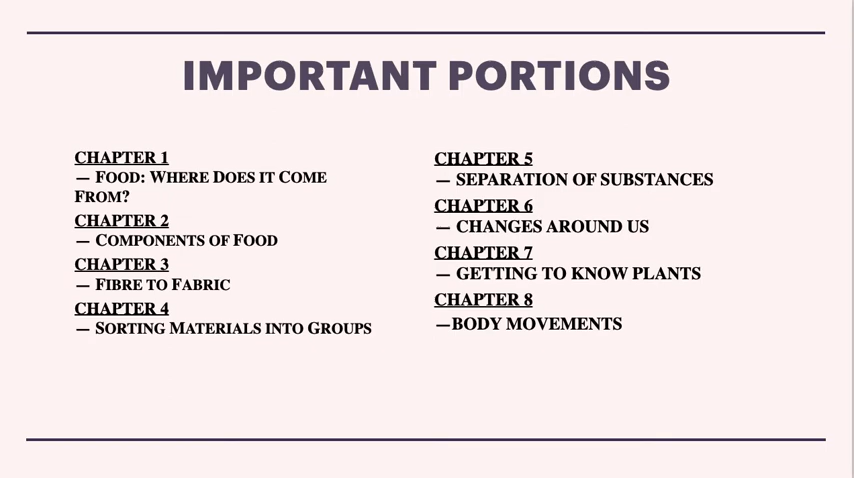 IMPORTANT PORTIONS
CHAPTER 1
— FOOD: WHERE DOES IT COME
FROM?
CHAPTER 2
— COMPONENTS OF FOOD
CHAPTER 3
— FIBRE TO FABRIC
CHAPTER 4
— SORTING MATERIALS INTO GROUPS
CHAPTER 5
— SEPARATION OF SUBSTANCES
CHAPTER 6
— CHANGES AROUND US
CHAPTER 7
— GETTING TO KNOW PLANTS
CHAPTER 8
—BODY MOVEMENTS